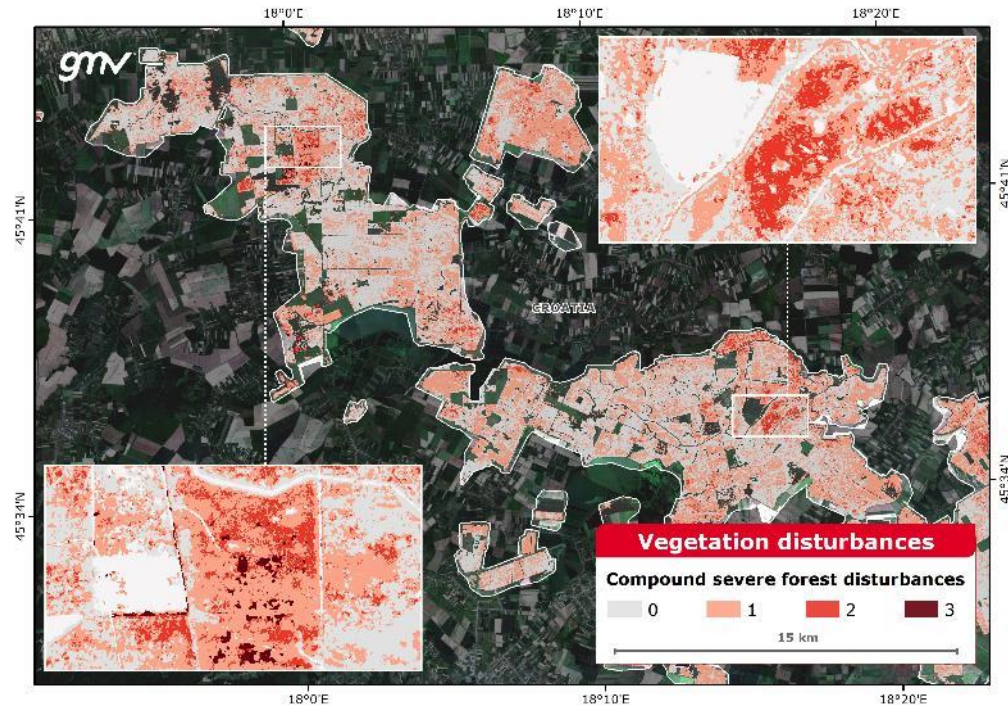 18°0'E 18°10'E 18°20'E
gmv
45°41'N
45°41'N
CROATIA
45°34'N
45°34'N
Vegetation disturbances
Compound severe forest disturbances
0 1 2 3
15 km
18°0'E 18°10'E 18°20'E